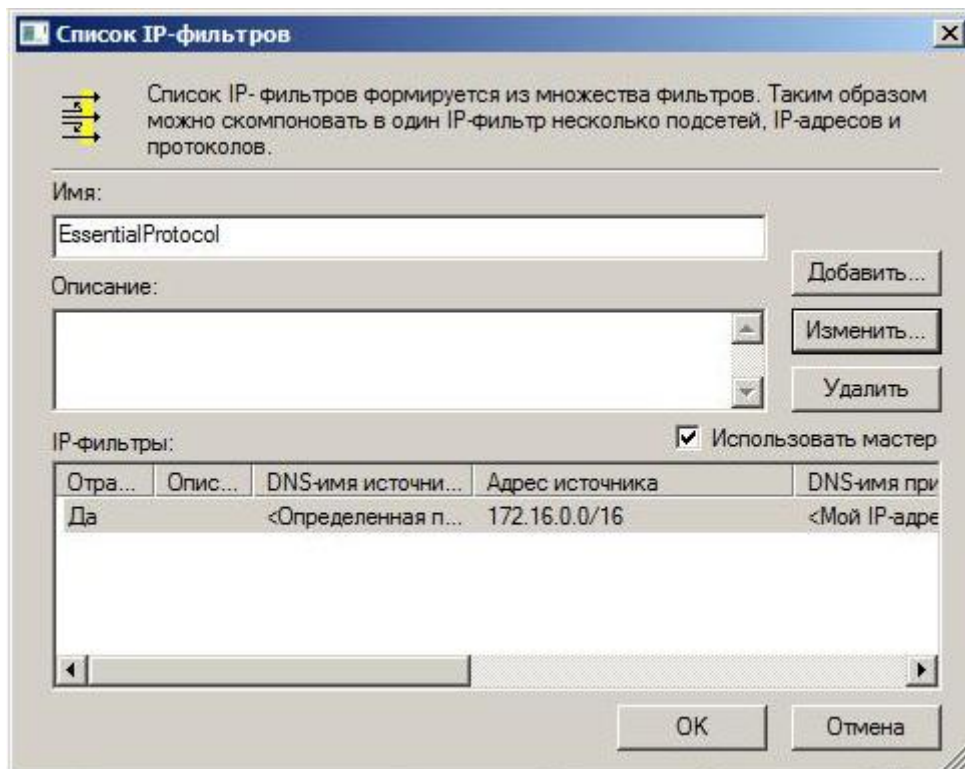 Список IP-фильтров
Список IP- фильтров формируется из множества фильтров. Таким образом
можно скомпоновать в один IP-фильтр несколько подсетей, IP-адресов и
протоколов.
Имя:
EssentialProtocol
Добавить...
Описание:
Изменить...
Удалить
IP-фильтры:
Использовать мастер
Отра... Опис... DNS-имя источни... Адрес источника DNS-имя при
Да <Определенная п... 172.16.0.0/16 <Мой IP-адре
OK Отмена